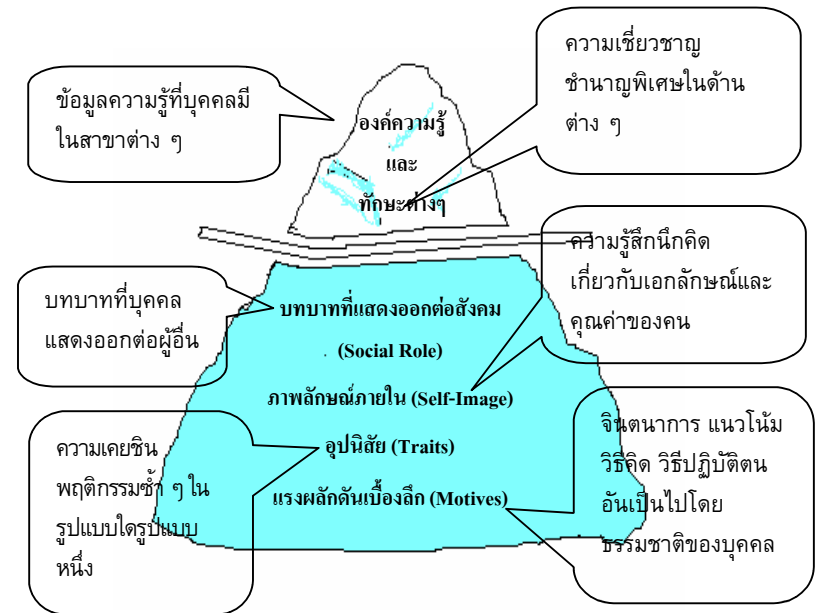 ความเชี่ยวชาญ
ชำนาญพิเศษในด้าน
ต่าง ๆ
ข้อมูลความรู้ที่บุคคลมี
ในสาขาต่าง ๆ
องค์ความรู้
และ
ทักษะต่างๆ
ความรู้สึกนึกคิด
เกี่ยวกับเอกลักษณ์และ
คุณค่าของคน
บทบาทที่บุคคล
แสดงออกต่อผู้อื่น
บทบาทที่แสดงออกต่อสังคม
(Social Role)
ภาพลักษณ์ภายใน (Self-Image)
อุปนิสัย (Traits)
แรงผลักดันเบื้องลึก (Motives)
ความเคยชิน
พฤติกรรมซ้ำ ๆ ใน
รูปแบบใดรูปแบบ
หนึ่ง
จินตนาการ แนวโน้ม
วิธีคิด วิธีปฏิบัติตน
อันเป็นไปโดย
ธรรมชาติของบุคคล